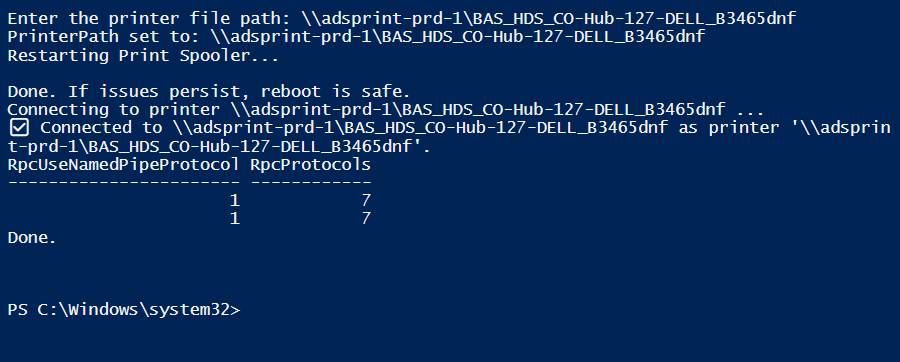 Enter the printer file path: \\adsprint-prd-1\BAS_HDS_CO-Hub-127-DELL_B3465dnf
PrinterPath set to: \\adsprint-prd-1\BAS_HDS_CO-Hub-127-DELL_B3465dnf
Restarting Print Spooler...
Done. If issues persist, reboot is safe.
Connecting to printer \\adsprint-prd-1\BAS_HDS_CO-Hub-127-DELL_B3465dnf ...
☑ Connected to \\adsprint-prd-1\BAS_HDS_CO-Hub-127-DELL_B3465dnf as printer '\\adsprin
t-prd-1\BAS_HDS_CO-Hub-127-DELL_B3465dnf'.
RpcUseNamedPipeProtocol RpcProtocols
----------------------- ------------
1 7
1 7
Done.
PS C:\Windows\system32>